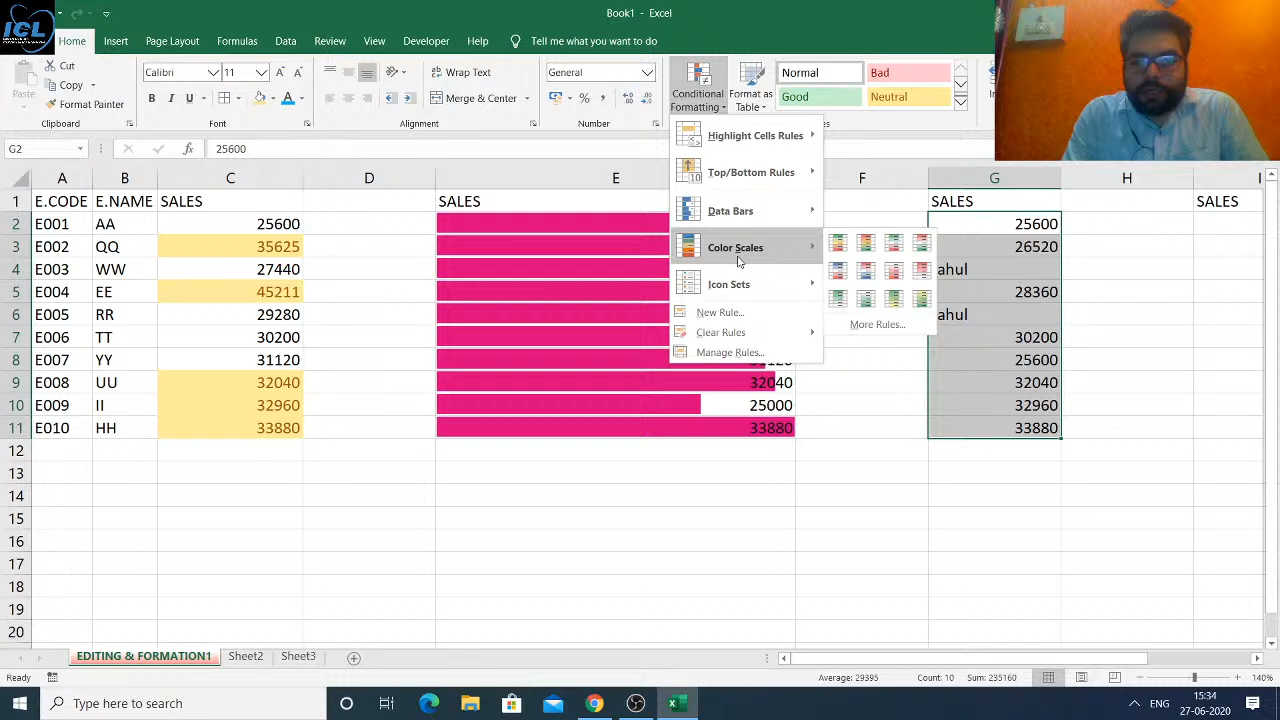 Book1 - Excel
ICL
Home Insert Page Layout Formulas Data Review View Developer Help Tell me what you want to do
Cut
Copy
Format Painter
Paste
Clipboard
Calibri 11
B I U
Font
Wrap Text
Merge & Center
Alignment
General
Number
Conditional Formatting
Format as Table
Normal Bad
Good Neutral
G2 25600
A B C D E F G H I
1 E.CODE E.NAME SALES SALES SALES SALES
2 E001 AA 25600 25600
3 E002 QQ 35625 26520
4 E003 WW 27440 ahul
5 E004 EE 45211 28360
6 E005 RR 29280 ahul
7 E006 TT 30200 30200
8 E007 YY 31120 31120 25600
9 E008 UU 32040 32040 32040
10 E009 II 32960 25000 32960
11 E010 HH 33880 33880 33880
12
13
14
15
16
17
18
19
20
Highlight Cells Rules
Top/Bottom Rules
Data Bars
Color Scales
Icon Sets
New Rule...
Clear Rules
Manage Rules...
More Rules...
EDITING & FORMATION1 Sheet2 Sheet3
Ready Average: 29395 Count: 10 Sum: 235160 140%
Type here to search
ENG
15:34
27-06-2020